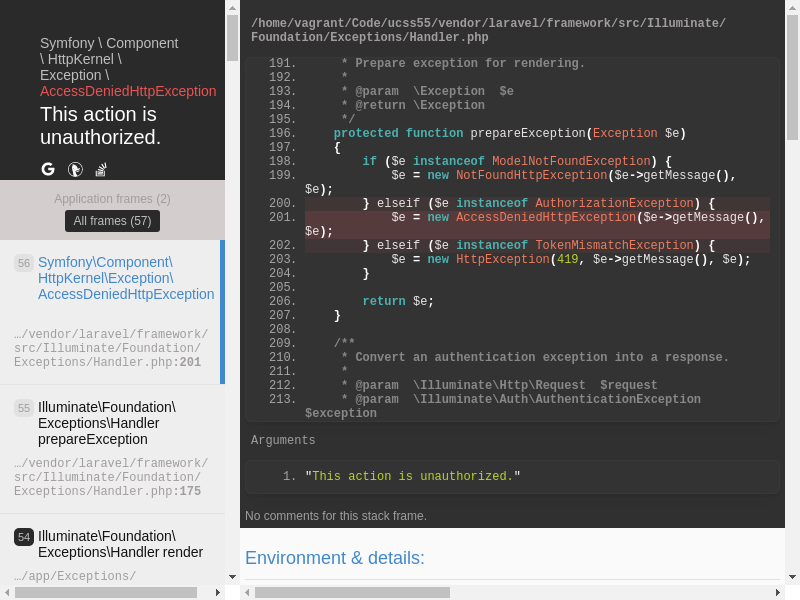 Symfony \ Component
\ HttpKernel \
Exception \
AccessDeniedHttpException
This action is
unauthorized.
Application frames (2)
All frames (57)
56 Symfony\Component\
HttpKernel\Exception\
AccessDeniedHttpException
…/vendor/laravel/framework/
src/Illuminate/Foundation/
Exceptions/Handler.php:201
55 Illuminate\Foundation\
Exceptions\Handler
prepareException
…/vendor/laravel/framework/
src/Illuminate/Foundation/
Exceptions/Handler.php:175
54 Illuminate\Foundation\
Exceptions\Handler render
…/app/Exceptions/
/home/vagrant/Code/ucss55/vendor/laravel/framework/src/Illuminate/
Foundation/Exceptions/Handler.php
191.      * Prepare exception for rendering.
192.      *
193.      * @param  \Exception  $e
194.      * @return \Exception
195.      */
196.     protected function prepareException(Exception $e)
197.     {
198.         if ($e instanceof ModelNotFoundException) {
199.             $e = new NotFoundHttpException($e->getMessage(),
$e);
200.         } elseif ($e instanceof AuthorizationException) {
201.             $e = new AccessDeniedHttpException($e->getMessage(),
$e);
202.         } elseif ($e instanceof TokenMismatchException) {
203.             $e = new HttpException(419, $e->getMessage(), $e);
204.         }
205.
206.         return $e;
207.     }
208.
209.     /**
210.      * Convert an authentication exception into a response.
211.      *
212.      * @param  \Illuminate\Http\Request  $request
213.      * @param  \Illuminate\Auth\AuthenticationException
$exception
Arguments
1. "This action is unauthorized."
No comments for this stack frame.
Environment & details: